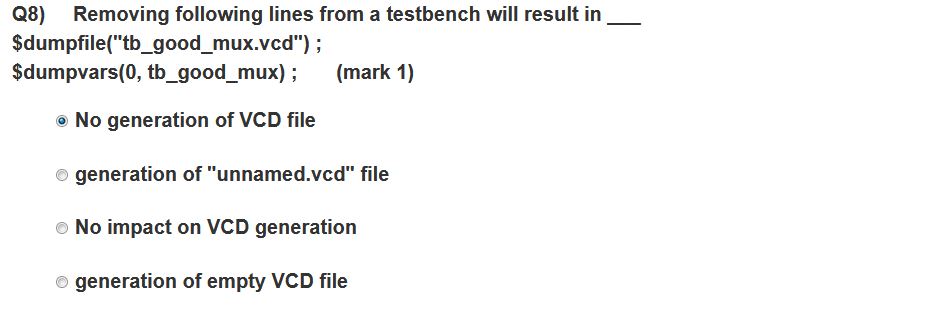 Q8) Removing following lines from a testbench will result in ___
$dumpfile("tb_good_mux.vcd") ;
$dumpvars(0, tb_good_mux) ; (mark 1)
No generation of VCD file
generation of "unnamed.vcd" file
No impact on VCD generation
generation of empty VCD file